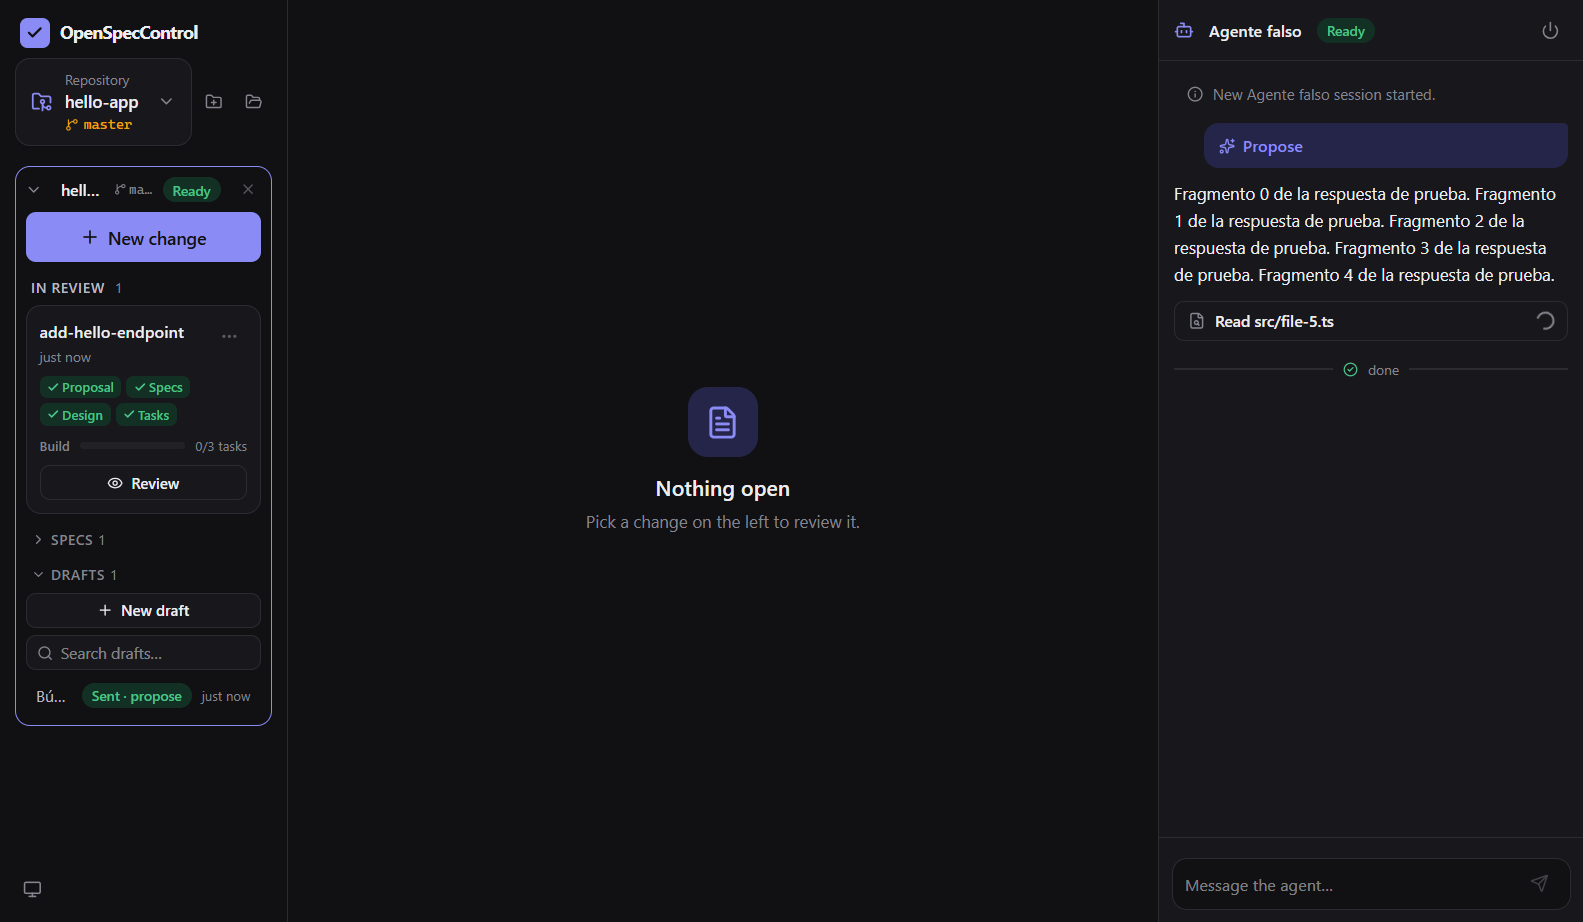 OpenSpecControl
Repository
hello-app
master
hell...
ma...
Ready
New change
IN REVIEW 1
add-hello-endpoint
just now
Proposal
Specs
Design
Tasks
Build
0/3 tasks
Review
SPECS 1
DRAFTS 1
New draft
Search drafts...
Bú...
Sent · propose
just now
Nothing open
Pick a change on the left to review it.
Agente falso
Ready
New Agente falso session started.
Propose
Fragmento 0 de la respuesta de prueba. Fragmento
1 de la respuesta de prueba. Fragmento 2 de la
respuesta de prueba. Fragmento 3 de la respuesta
de prueba. Fragmento 4 de la respuesta de prueba.
Read src/file-5.ts
done
Message the agent...